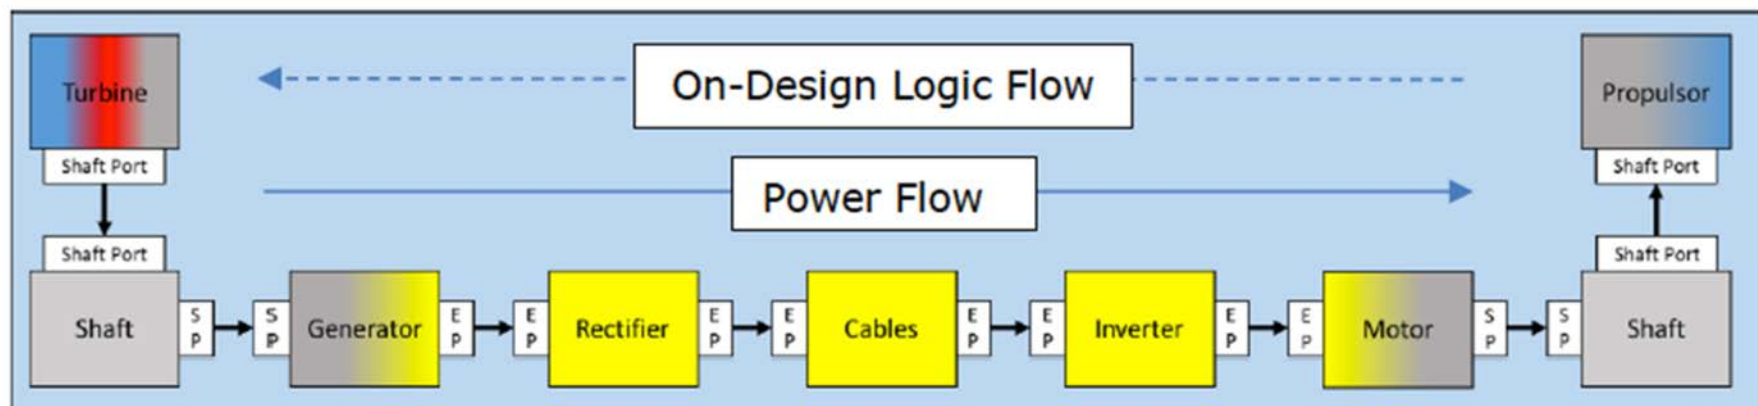 Turbine
On-Design Logic Flow
Propulsor
Shaft Port
Shaft Port
Power Flow
Shaft Port
Shaft Port
Shaft
S
P
S
P
Generator
E
P
E
P
Rectifier
E
P
E
P
Cables
E
P
E
P
Inverter
E
P
E
P
Motor
S
P
S
P
Shaft